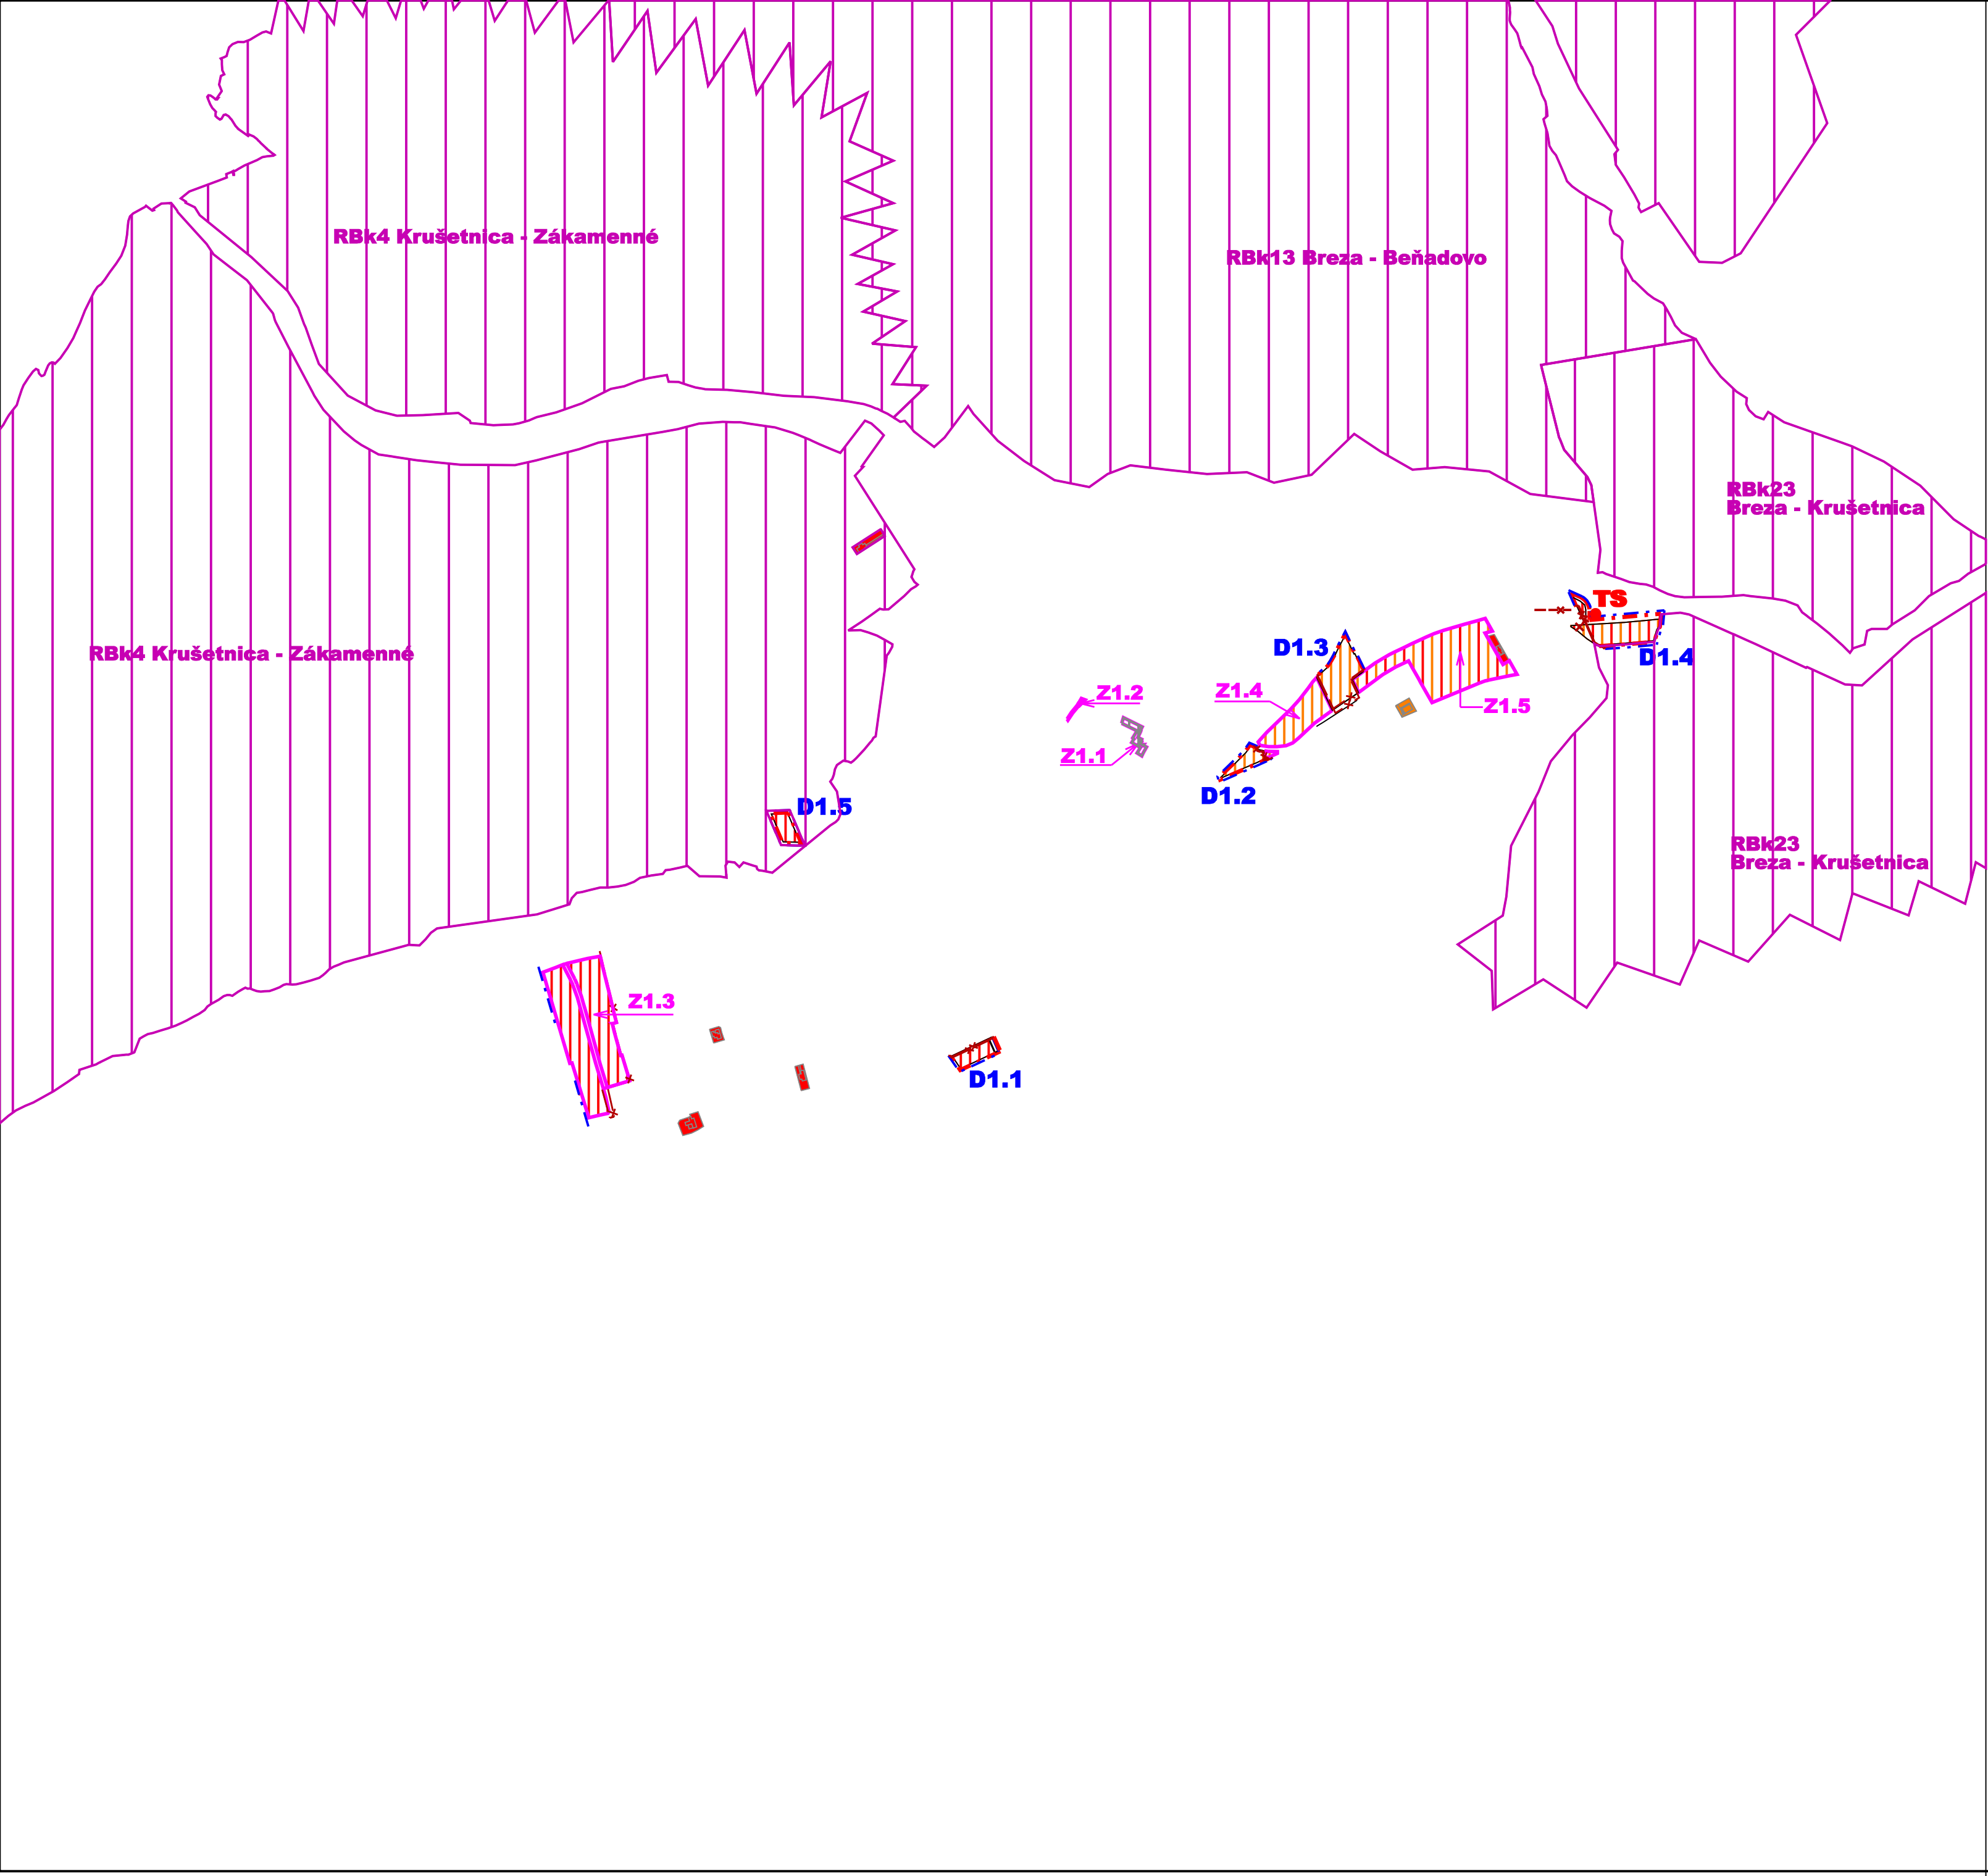 RBk4 Krušetnica - Zákamenné
RBk13 Breza - Beňadovo
RBk23
Breza - Krušetnica
TS
D1.3
D1.4
RBk4 Krušetnica - Zákamenné
Z1.2
Z1.4
Z1.5
Z1.1
D1.2
D1.5
RBk23
Breza - Krušetnica
Z1.3
D1.1